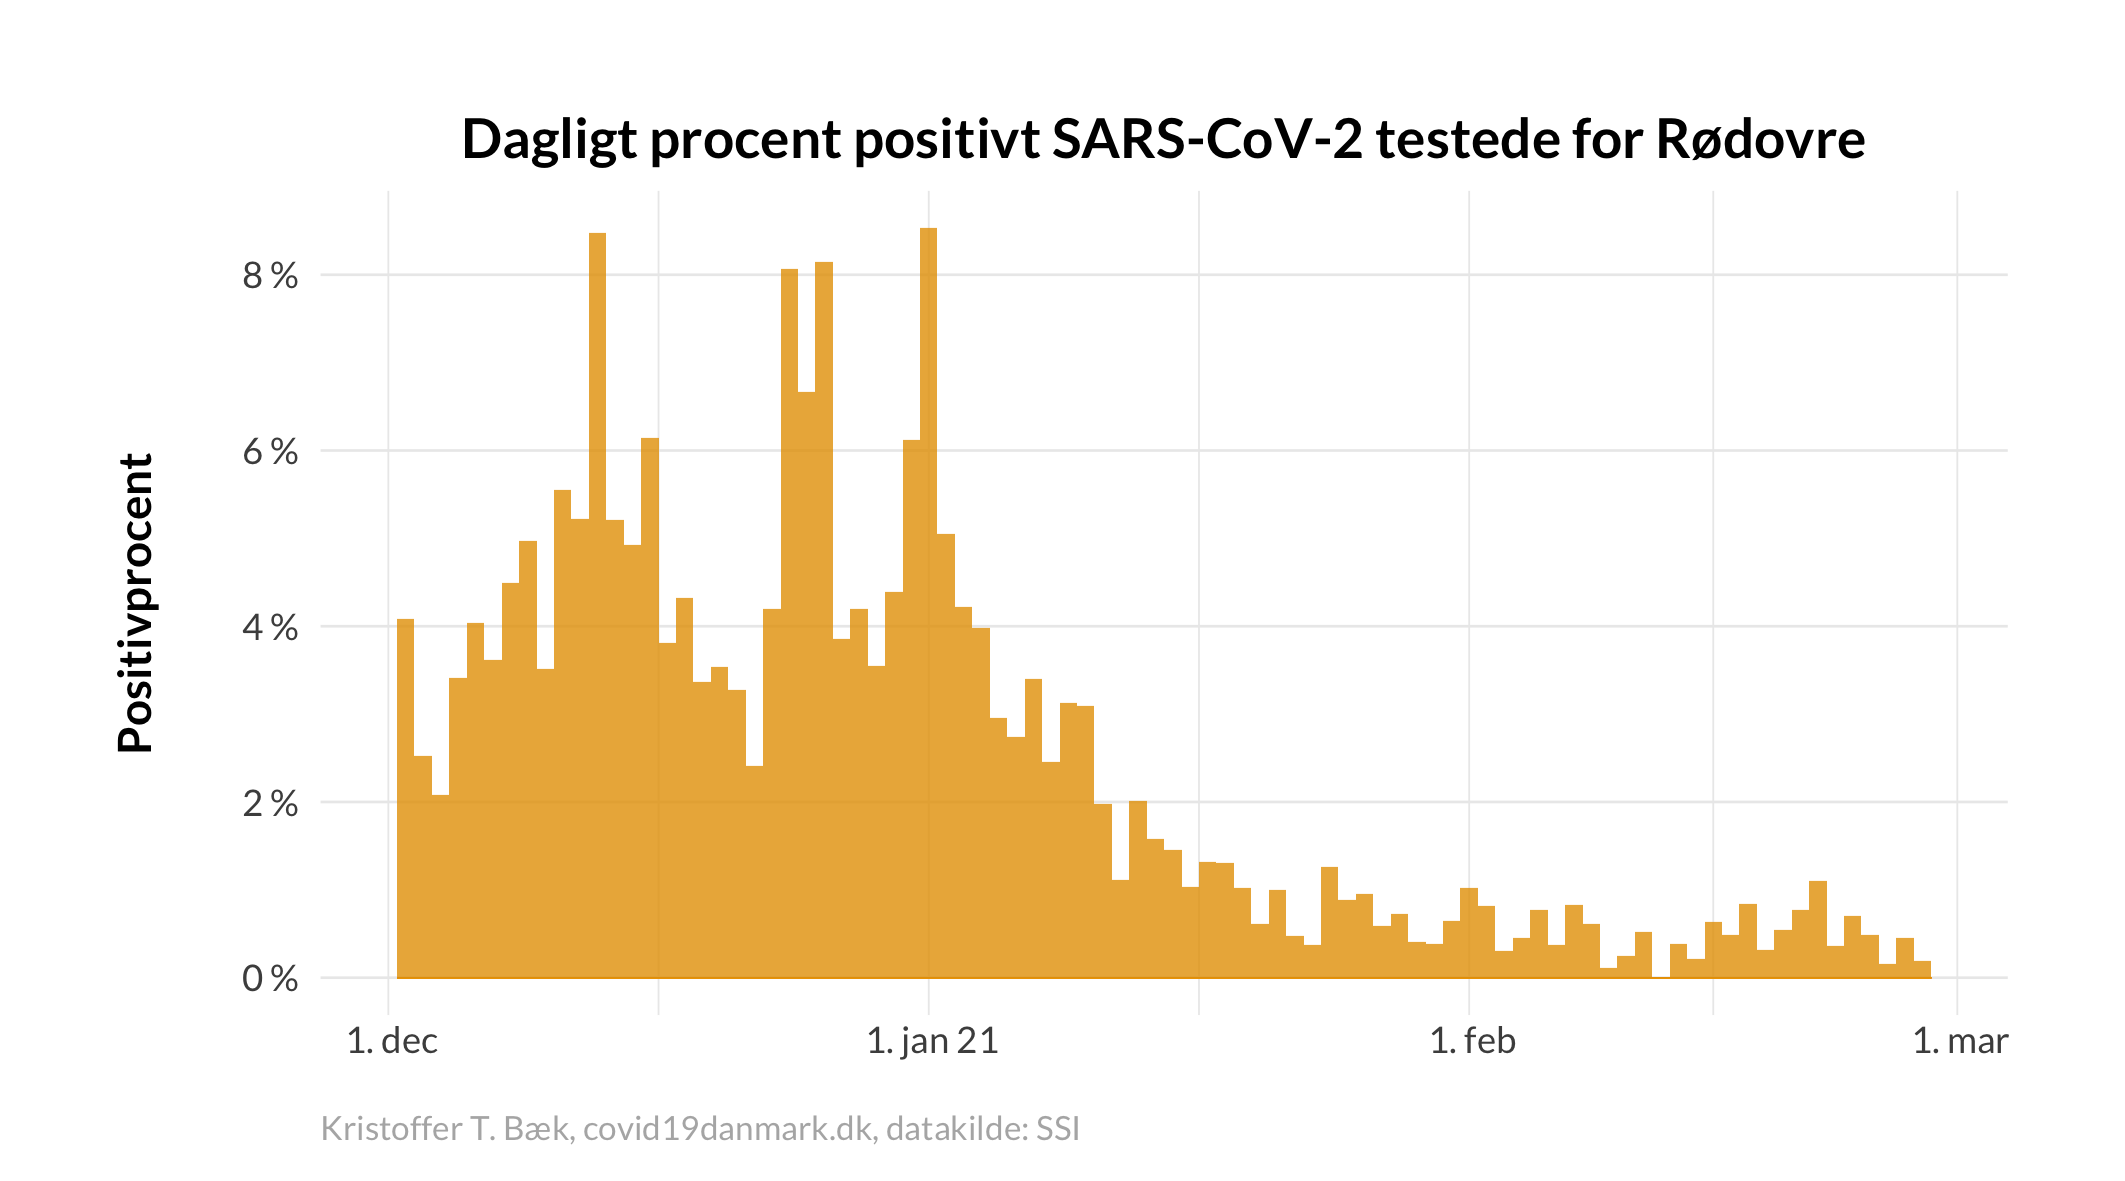 Dagligt procent positivt SARS-CoV-2 testede for Rødovre
Positivprocent
8 %
6 %
4 %
2 %
0 %
1. dec
1. jan 21
1. feb
1. mar
Kristoffer T. Bæk, covid19danmark.dk, datakilde: SSI